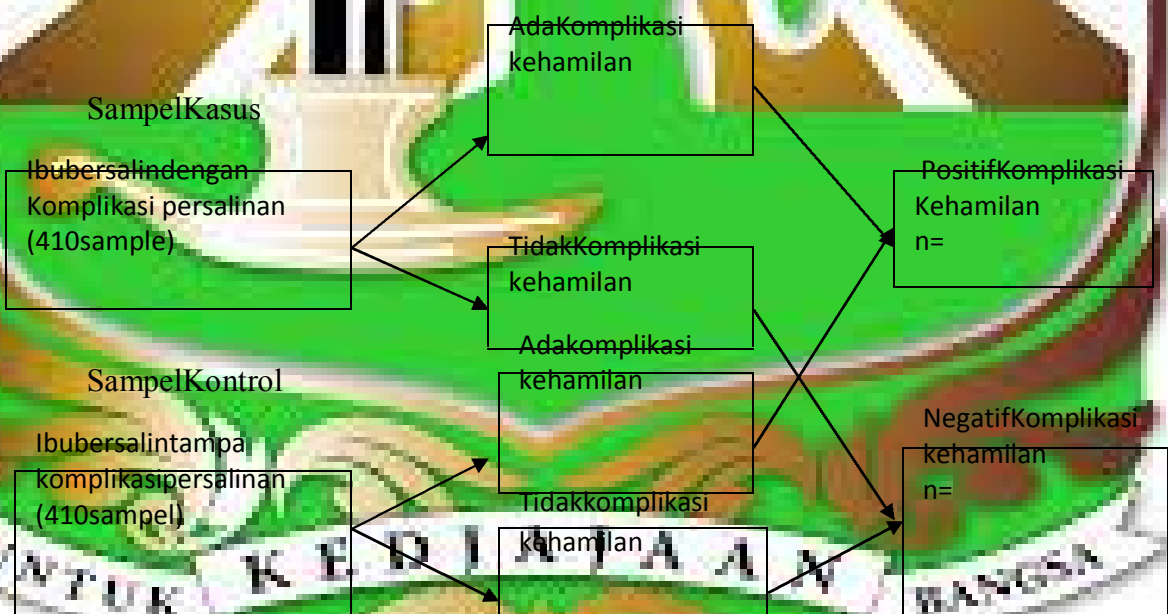 AdaKomplikasi
kehamilan
SampelKasus
Ibubersalindengan
Komplikasi persalinan
(410sample)
TidakKomplikasi
kehamilan
PositifKomplikasi
Kehamilan
n=
SampelKontrol
Ibubersalintampa
komplikasipersalinan
(410sampel)
Adakomplikasi
kehamilan
Tidakkomplikasi
kehamilan
NegatifKomplikasi
kehamilan
n=
NTUK KERJAJAAN BANGSA